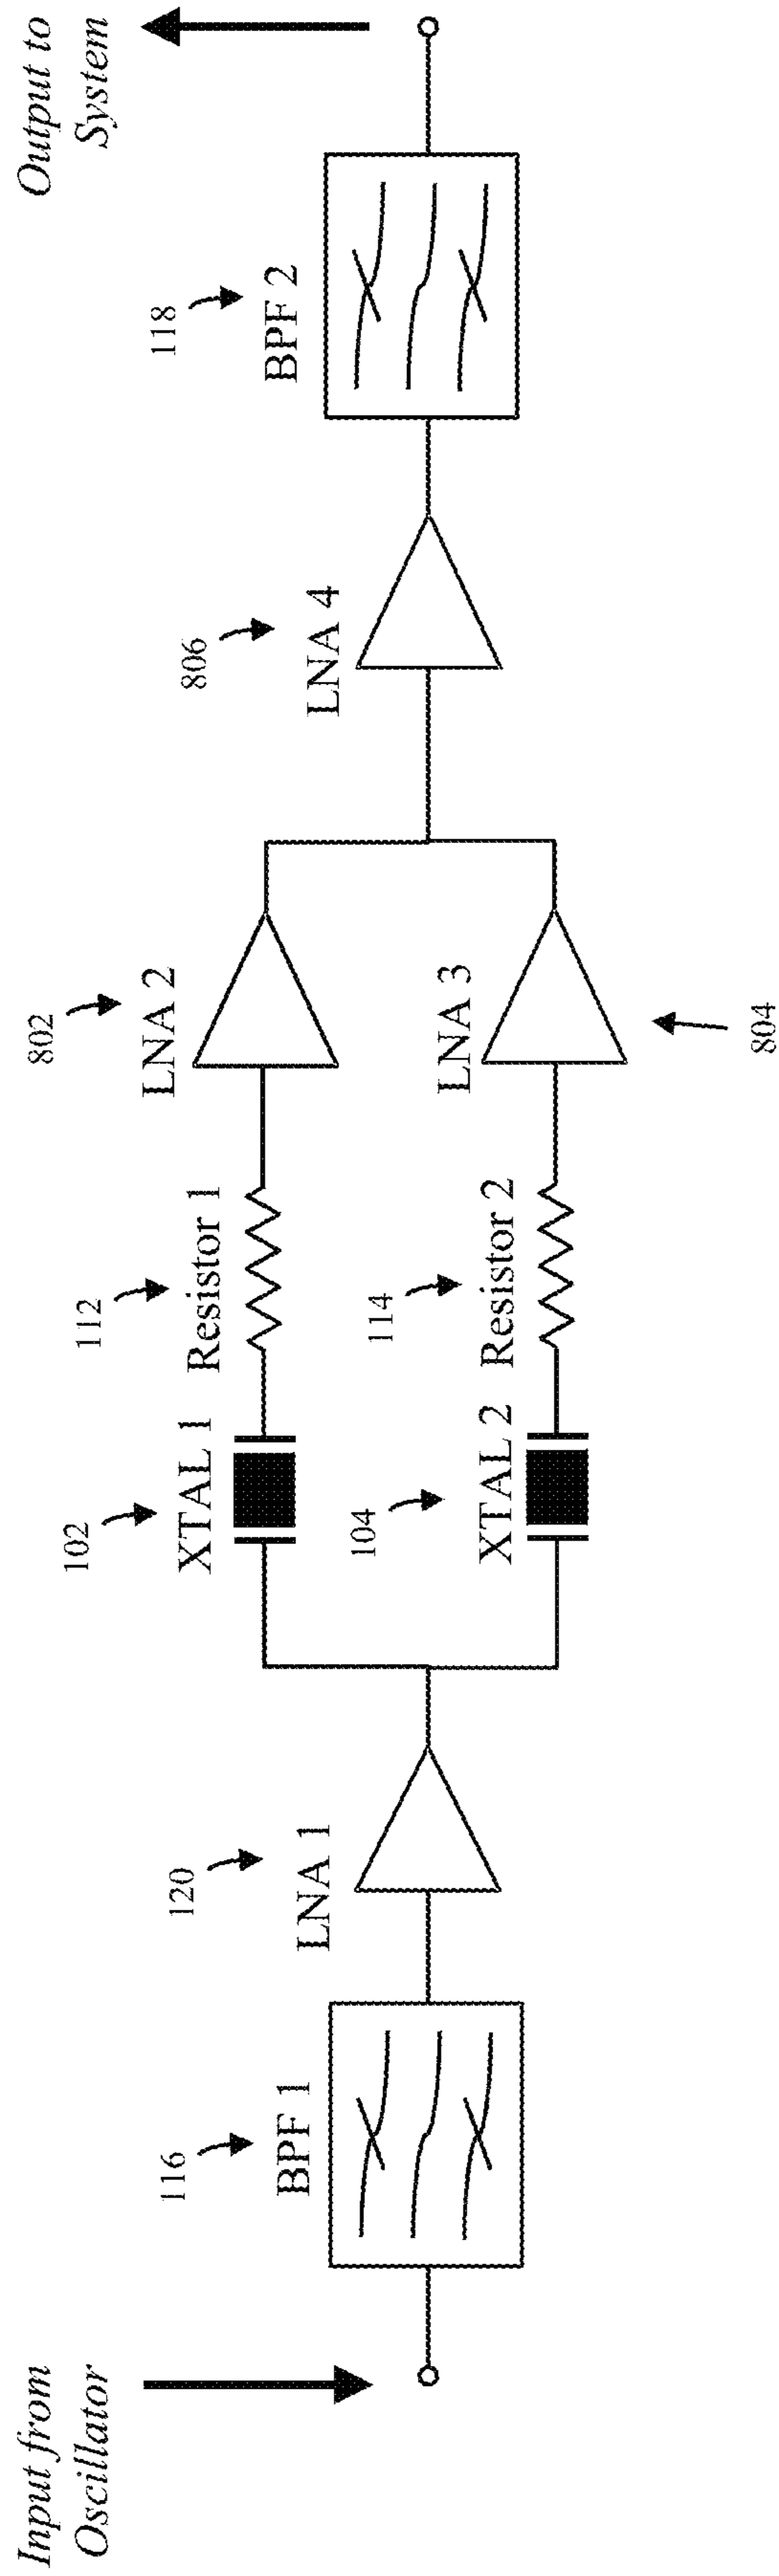 Input from
Oscillator
116
BPF 1
120
LNA 1
102
XTAL 1
112
Resistor 1
802
LNA 2
104
XTAL 2
114
Resistor 2
LNA 3
804
806
LNA 4
118
BPF 2
Output to
System